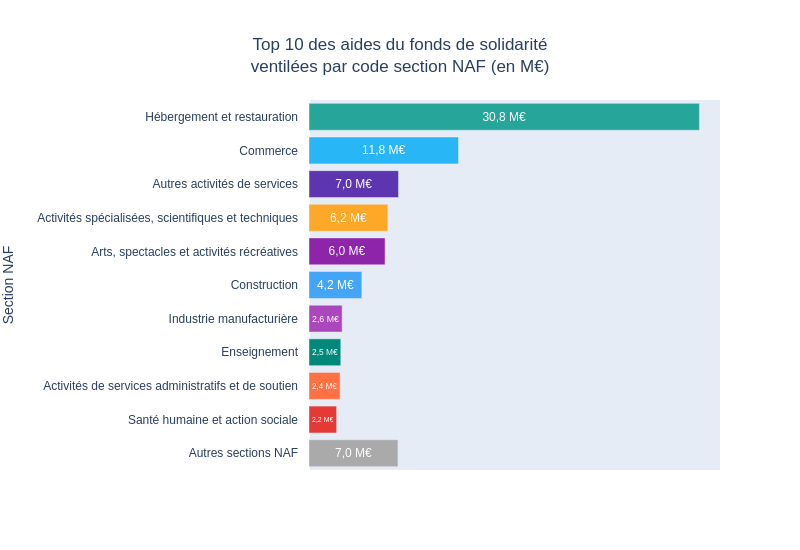 Top 10 des aides du fonds de solidarité
ventilées par code section NAF (en M€)
Section NAF
Hébergement et restauration 30,8 M€
Commerce 11,8 M€
Autres activités de services 7,0 M€
Activités spécialisées, scientifiques et techniques 6,2 M€
Arts, spectacles et activités récréatives 6,0 M€
Construction 4,2 M€
Industrie manufacturière 2,6 M€
Enseignement 2,5 M€
Activités de services administratifs et de soutien 2,4 M€
Santé humaine et action sociale 2,2 M€
Autres sections NAF 7,0 M€